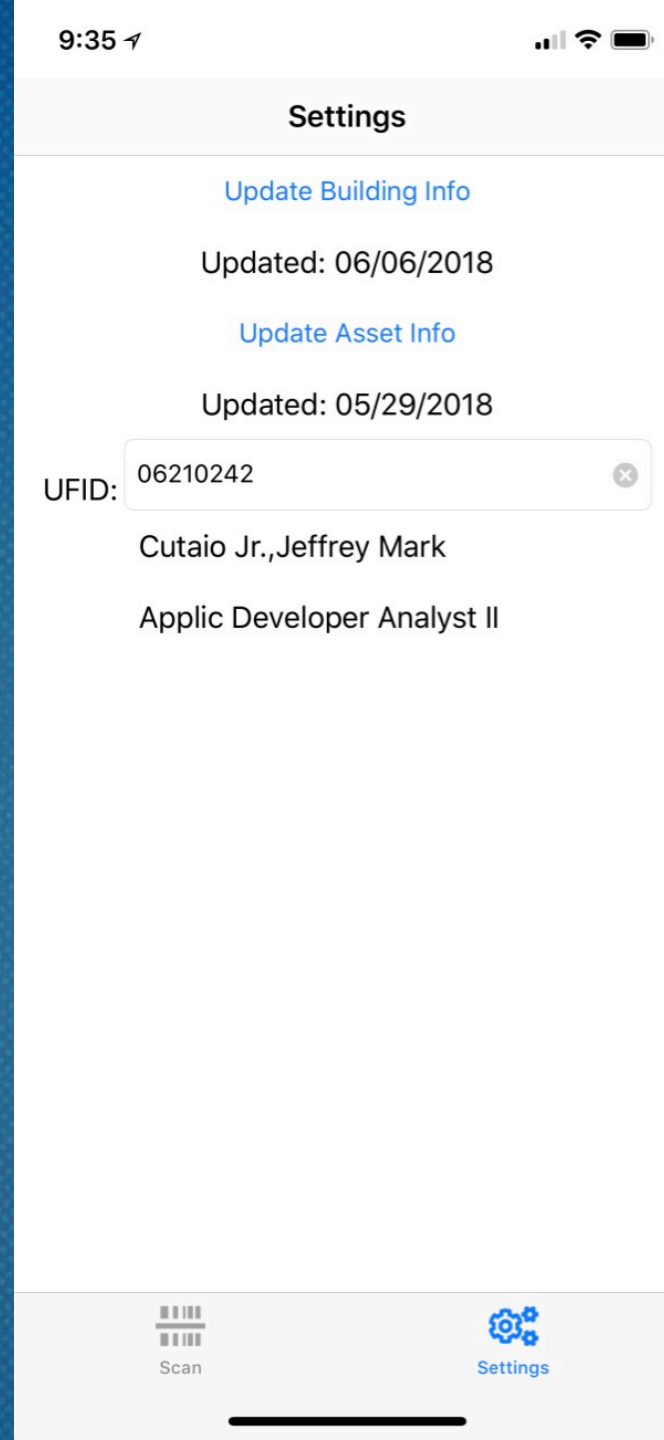 9:35
Settings
Update Building Info
Updated: 06/06/2018
Update Asset Info
Updated: 05/29/2018
UFID: 06210242
Cutaio Jr.,Jeffrey Mark
Applic Developer Analyst II
Scan Settings